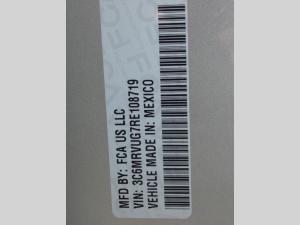 MFD BY: FCA US LLC
VIN: 3C6MRVUG7RE108719
VEHICLE MADE IN: MEXICO